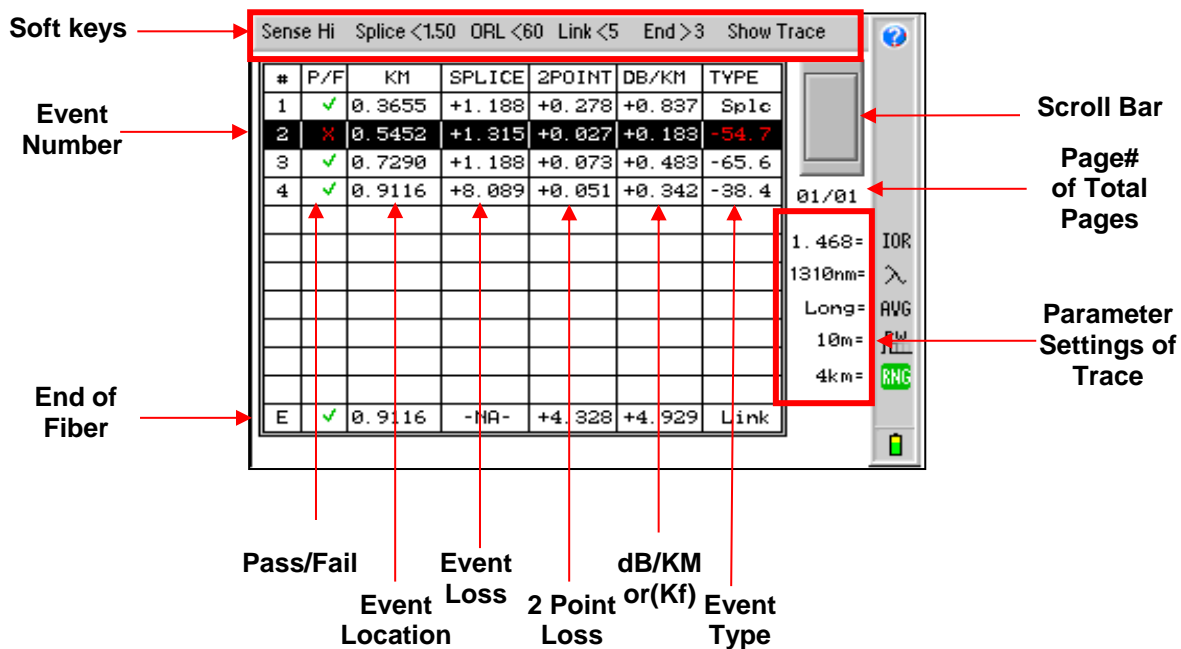 Soft keys
Sense Hi Splice <1.50 ORL <60 Link <5 End >3 Show Trace
# P/F KM SPLICE 2POINT DB/KM TYPE
1 ✓ 0.3655 +1.188 +0.278 +0.837 Splc
2 X 0.5452 +1.315 +0.027 +0.183 -54.7
3 ✓ 0.7290 +1.188 +0.073 +0.483 -65.6
4 ✓ 0.9116 +8.089 +0.051 +0.342 -38.4
E ✓ 0.9116 -NA- +4.328 +4.929 Link
Event
Number
End of
Fiber
01/01
1.468= IOR
1310nm= λ
Long= AVG
10m= PW
4km= RNG
Scroll Bar
Page#
of Total
Pages
Parameter
Settings of
Trace
Pass/Fail
Event
Location
Event
Loss
2 Point
Loss
dB/KM
or(Kf)
Event
Type